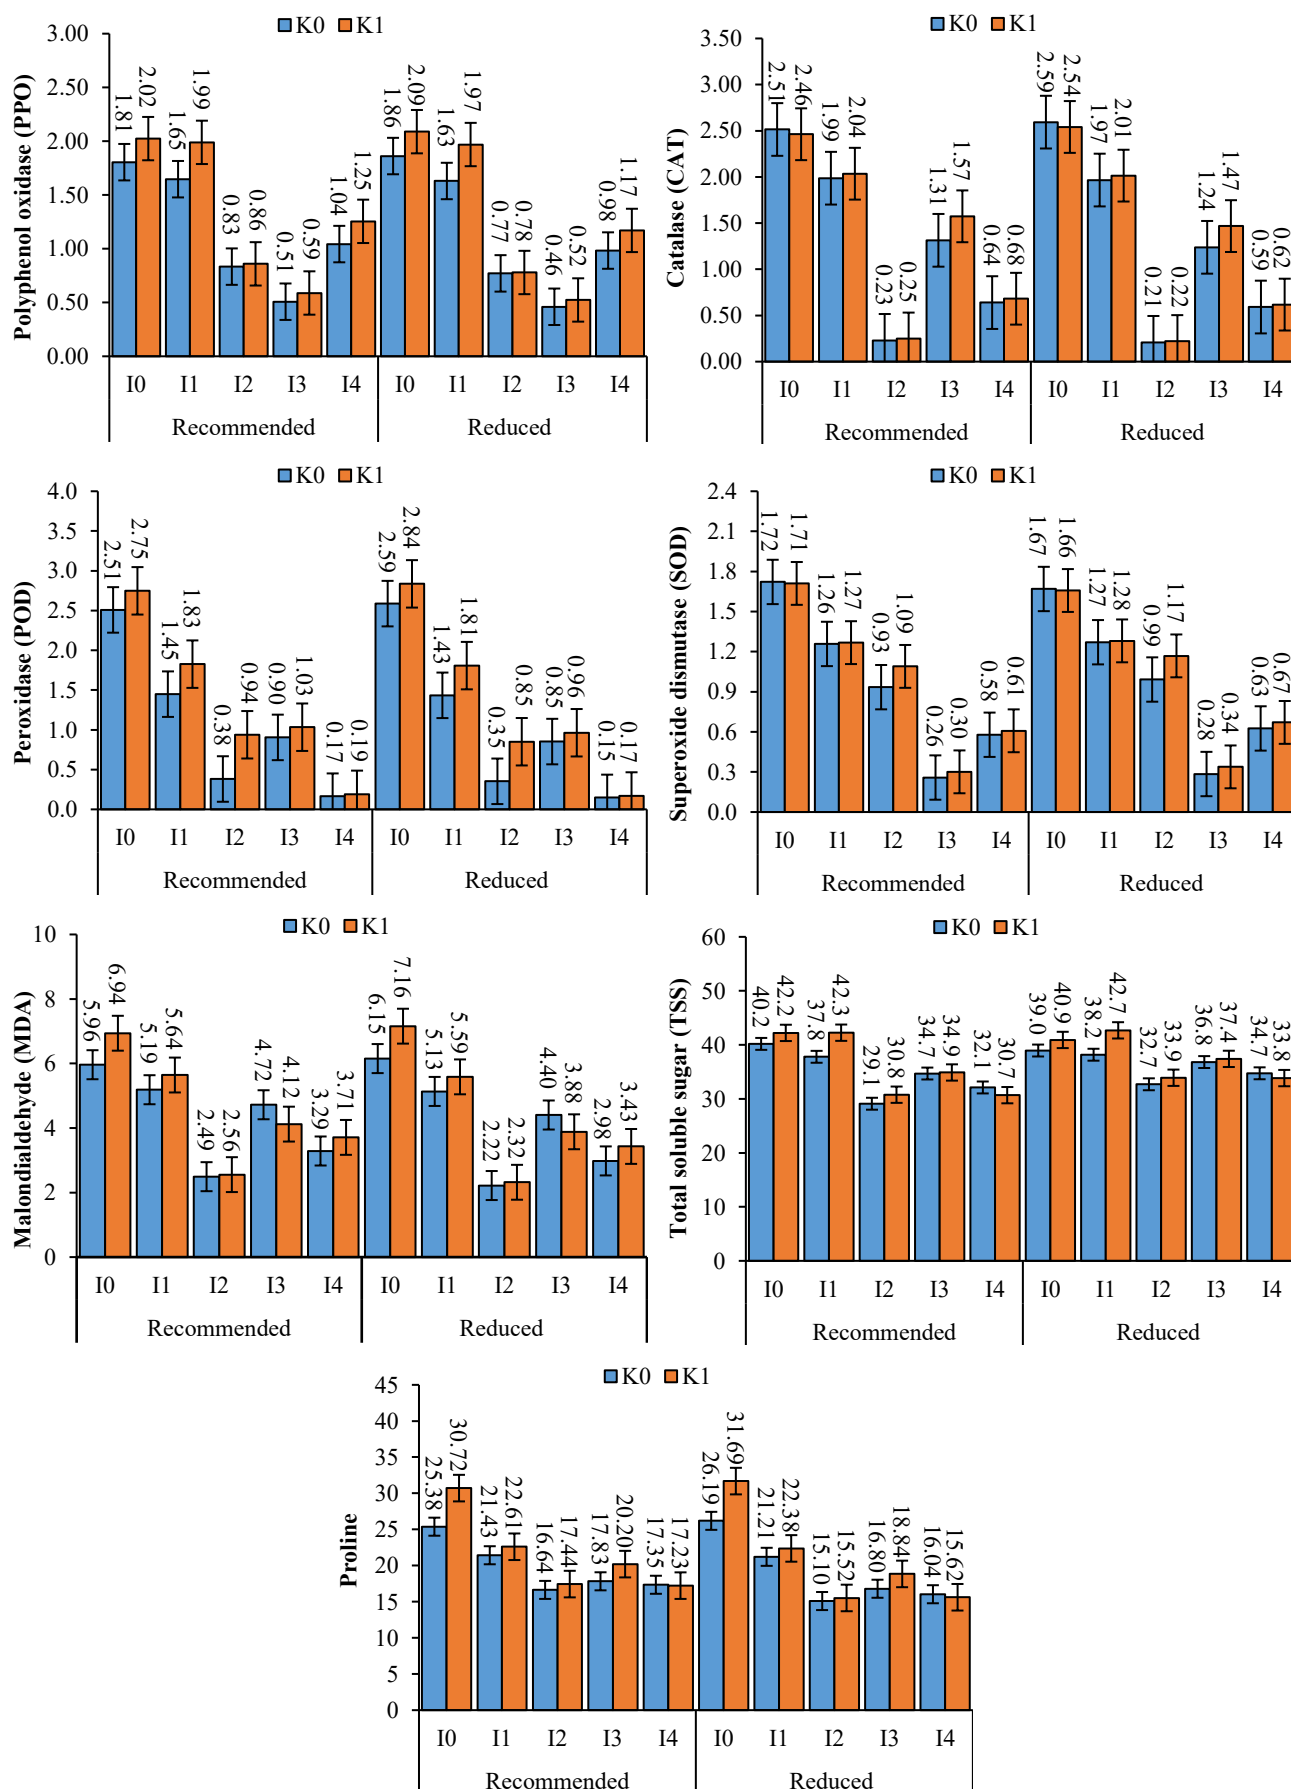 K0 K1
Polyphenol oxidase (PPO)
3.00
2.50
2.00
1.50
1.00
0.50
0.00
1.81 2.02 1.65 1.99 0.83 0.86 0.51 0.59 1.04 1.25 1.86 2.09 1.63 1.97 0.77 0.78 0.46 0.52 0.98 1.17
I0 I1 I2 I3 I4 I0 I1 I2 I3 I4
Recommended Reduced
K0 K1
Catalase (CAT)
3.50
3.00
2.50
2.00
1.50
1.00
0.50
0.00
2.51 2.46 1.99 2.04 0.23 0.25 1.31 1.57 0.64 0.68 2.59 2.54 1.97 2.01 0.21 0.22 1.24 1.47 0.59 0.62
I0 I1 I2 I3 I4 I0 I1 I2 I3 I4
Recommended Reduced
K0 K1
Peroxidase (POD)
4.0
3.5
3.0
2.5
2.0
1.5
1.0
0.5
0.0
2.51 2.75 1.45 1.83 0.38 0.94 0.90 1.03 0.17 0.19 2.59 2.84 1.43 1.81 0.35 0.85 0.85 0.96 0.15 0.17
I0 I1 I2 I3 I4 I0 I1 I2 I3 I4
Recommended Reduced
K0 K1
Superoxide dismutase (SOD)
2.4
2.1
1.8
1.5
1.2
0.9
0.6
0.3
0.0
1.72 1.71 1.26 1.27 0.93 1.09 0.26 0.30 0.58 0.61 1.67 1.66 1.27 1.28 0.99 1.17 0.28 0.34 0.63 0.67
I0 I1 I2 I3 I4 I0 I1 I2 I3 I4
Recommended Reduced
K0 K1
Malondialdehyde (MDA)
10
8
6
4
2
0
5.96 6.94 5.19 5.64 2.49 2.56 4.72 4.12 3.29 3.71 6.15 7.16 5.13 5.59 2.22 2.32 4.40 3.88 2.98 3.43
I0 I1 I2 I3 I4 I0 I1 I2 I3 I4
Recommended Reduced
K0 K1
Total soluble sugar (TSS)
60
50
40
30
20
10
0
40.2 42.2 37.8 42.3 29.1 30.8 34.7 34.9 32.1 30.7 39.0 40.9 38.2 42.7 32.7 33.9 36.8 37.4 34.7 33.8
I0 I1 I2 I3 I4 I0 I1 I2 I3 I4
Recommended Reduced
K0 K1
Proline
45
40
35
30
25
20
15
10
5
0
25.38 30.72 21.43 22.61 16.64 17.44 17.83 20.20 17.35 17.23 26.19 31.69 21.21 22.38 15.10 15.52 16.80 18.84 16.04 15.62
I0 I1 I2 I3 I4 I0 I1 I2 I3 I4
Recommended Reduced